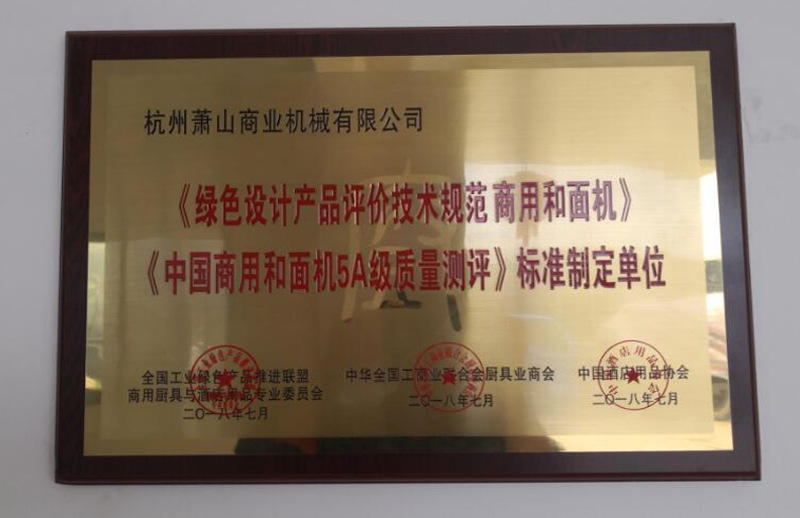 杭州萧山商业机械有限公司
《绿色设计产品评价技术规范 商用和面机》
《中国商用和面机5A级质量测评》标准制定单位
全国工业绿色产品推进联盟
商用厨具与酒店用品专业委员会
二〇一八年七月
中华全国工商业联合会厨具业商会
二〇一八年七月
中国酒店用品协会
二〇一八年七月